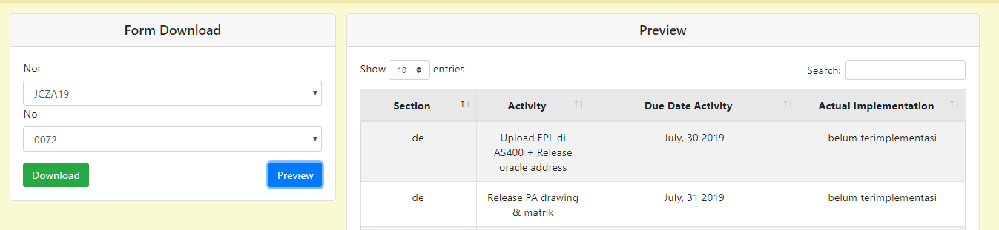 Form Download
Nor
JCZA19
No
0072
Download
Preview
Preview
Show 10 entries
Search:
Section
Activity
Due Date Activity
Actual Implementation
de
Upload EPL di
AS400 + Release
oracle address
July, 30 2019
belum terimplementasi
de
Release PA drawing
& matrik
July, 31 2019
belum terimplementasi